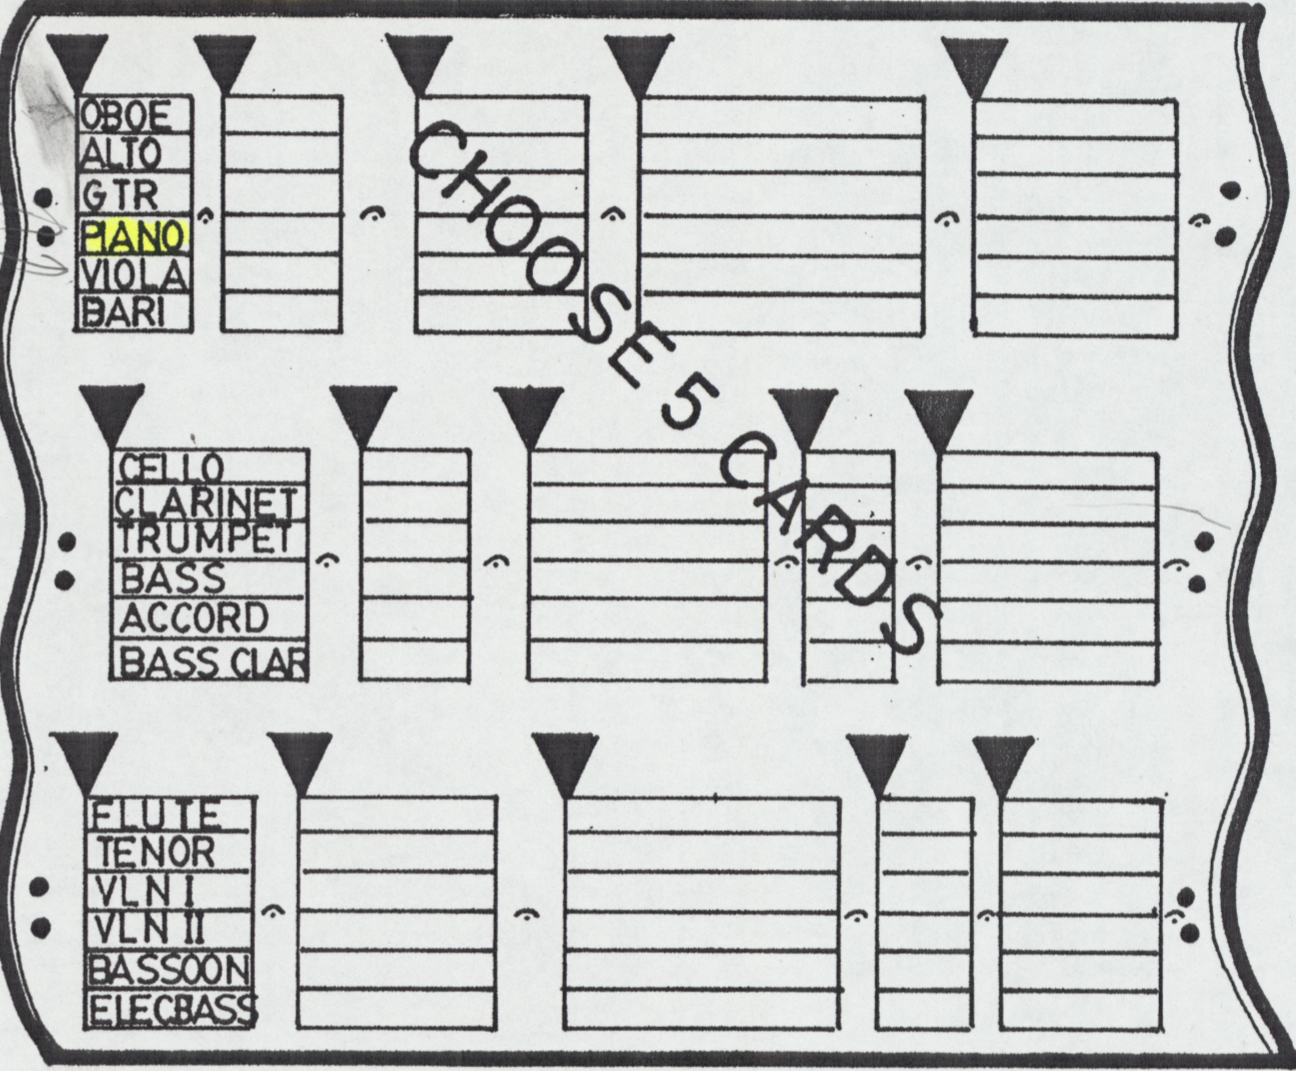 OBOE
ALTO
GTR
PIANO
VIOLA
BARI
CHOOSE 5 CARDS
CELLO
CLARINET
TRUMPET
BASS
ACCORD
BASS CLAR
FLUTE
TENOR
VLN I
VLN II
BASSOON
ELECBASS